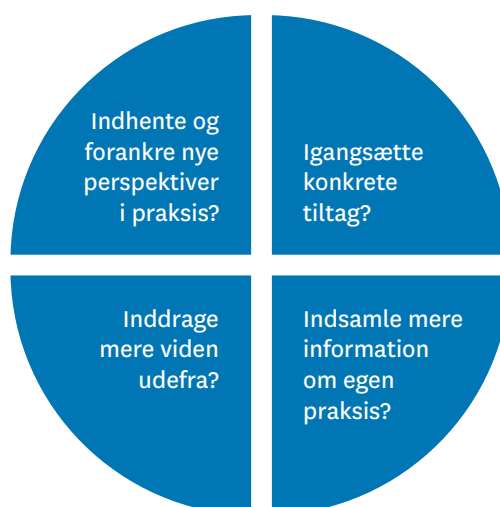 Indhente og
forankre nye
perspektiver
i praksis?
Igangsætte
konkrete
tiltag?
Inddrage
mere viden
udefra?
Indsamle mere
information
om egen
praksis?